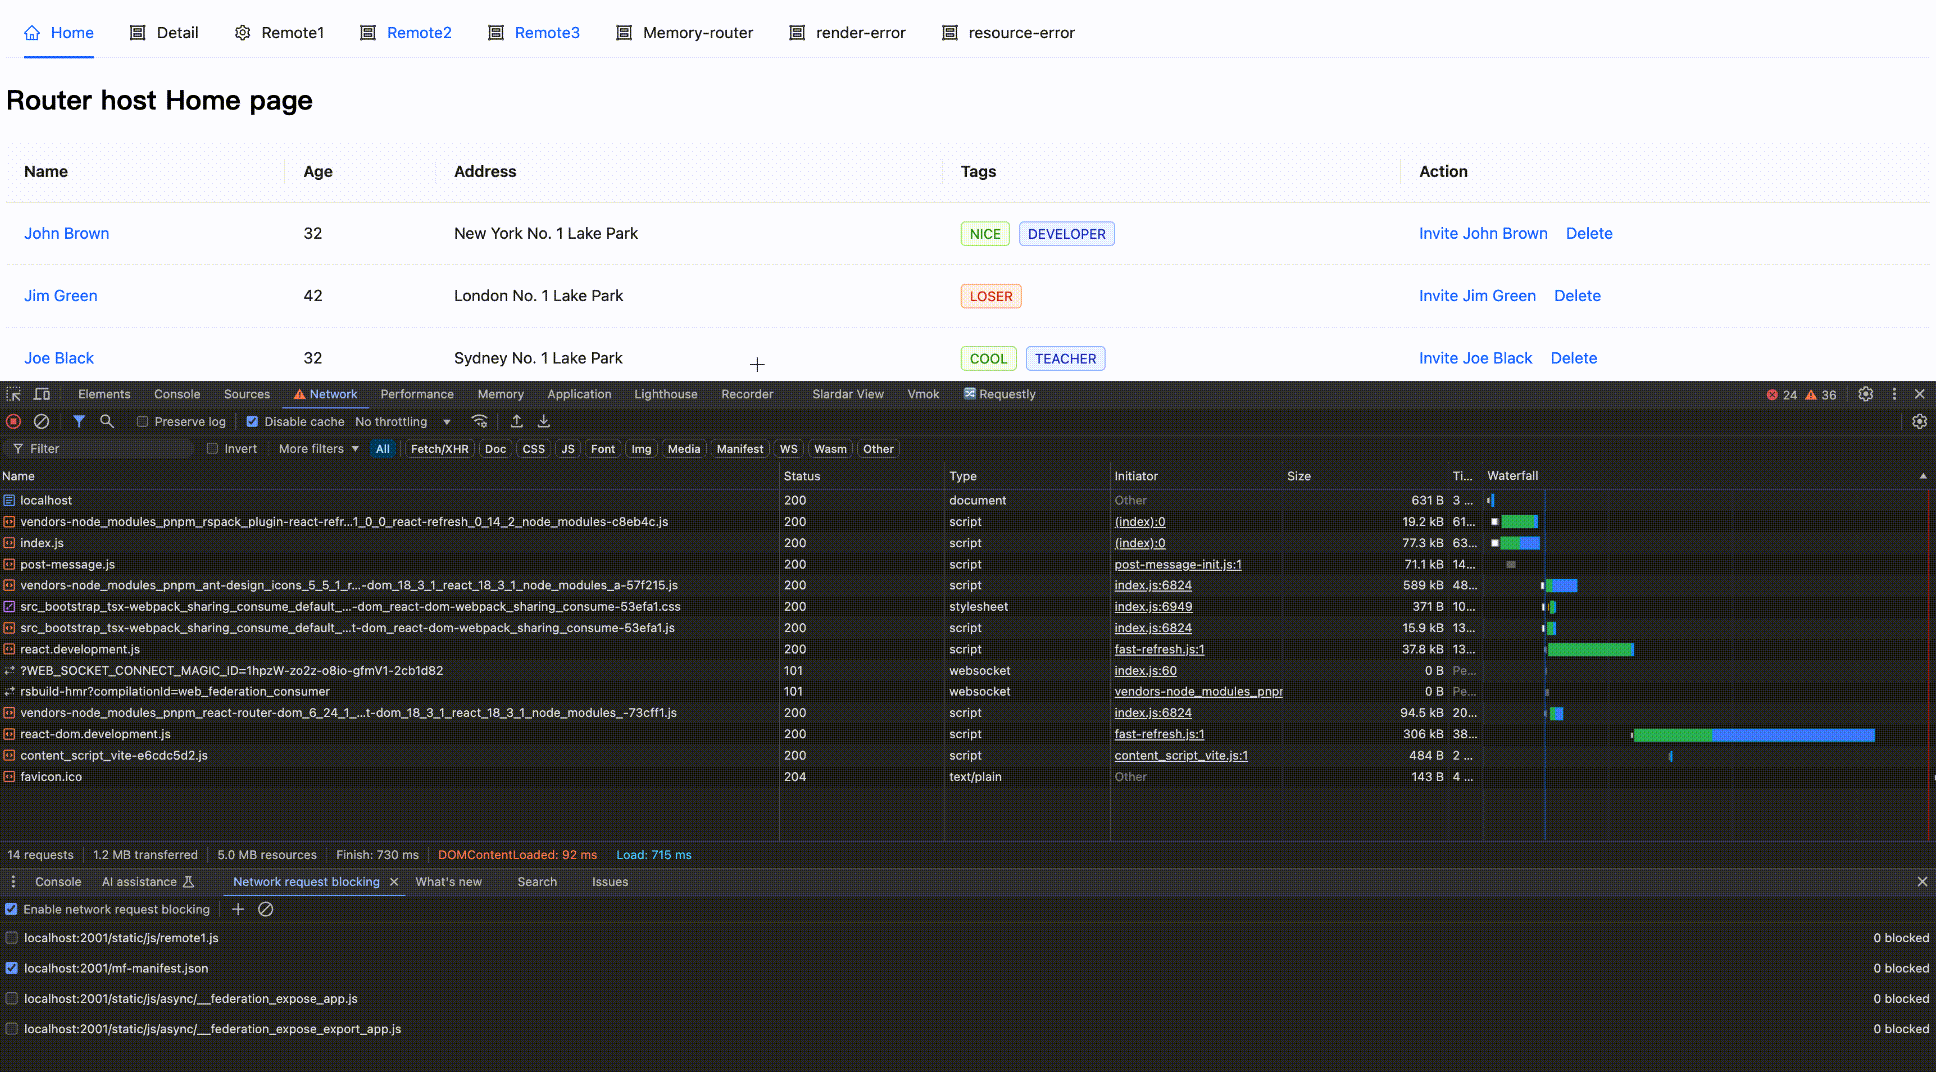 Home Detail Remote1 Remote2 Remote3 Memory-router render-error resource-error
Router host Home page
Name Age Address Tags Action
John Brown 32 New York No. 1 Lake Park NICE DEVELOPER Invite John Brown Delete
Jim Green 42 London No. 1 Lake Park LOSER Invite Jim Green Delete
Joe Black 32 Sydney No. 1 Lake Park COOL TEACHER Invite Joe Black Delete
Elements Console Sources Network Performance Memory Application Lighthouse Recorder Slardar View Vmok Requestly 24 36
Preserve log Disable cache No throttling
Filter Invert More filters All Fetch/XHR Doc CSS JS Font Img Media Manifest WS Wasm Other
Name Status Type Initiator Size Ti... Waterfall
localhost 200 document Other 631 B 3 ...
vendors-node_modules_pnpm_rspack_plugin-react-refr...1_0_0_react-refresh_0_14_2_node_modules-c8eb4c.js 200 script (index):0 19.2 kB 61...
index.js 200 script (index):0 77.3 kB 63...
post-message.js 200 script post-message-init.js:1 71.1 kB 14...
vendors-node_modules_pnpm_ant-design_icons_5_5_1_r...-dom_18_3_1_react_18_3_1_node_modules_a-57f215.js 200 script index.js:6824 589 kB 48...
src_bootstrap_tsx-webpack_sharing_consume_default_...-dom_react-dom-webpack_sharing_consume-53efa1.css 200 stylesheet index.js:6949 371 B 10...
src_bootstrap_tsx-webpack_sharing_consume_default_...t-dom_react-dom-webpack_sharing_consume-53efa1.js 200 script index.js:6824 15.9 kB 13...
react.development.js 200 script fast-refresh.js:1 37.8 kB 13...
?WEB_SOCKET_CONNECT_MAGIC_ID=1hpzW-zo2z-o8io-gfmV1-2cb1d82 101 websocket index.js:60 0 B Pe...
rsbuild-hmr?compilationId=web_federation_consumer 101 websocket vendors-node_modules_pnpr 0 B Pe...
vendors-node_modules_pnpm_react-router-dom_6_24_1_...t-dom_18_3_1_react_18_3_1_node_modules_-73cff1.js 200 script index.js:6824 94.5 kB 20...
react-dom.development.js 200 script fast-refresh.js:1 306 kB 38...
content_script_vite-e6cdc5d2.js 200 script content_script_vite.js:1 484 B 2 ...
favicon.ico 204 text/plain Other 143 B 4 ...
14 requests 1.2 MB transferred 5.0 MB resources Finish: 730 ms DOMContentLoaded: 92 ms Load: 715 ms
Console AI assistance Network request blocking What's new Search Issues
Enable network request blocking
localhost:2001/static/js/remote1.js 0 blocked
localhost:2001/mf-manifest.json 0 blocked
localhost:2001/static/js/async/__federation_expose_app.js 0 blocked
localhost:2001/static/js/async/__federation_expose_export_app.js 0 blocked